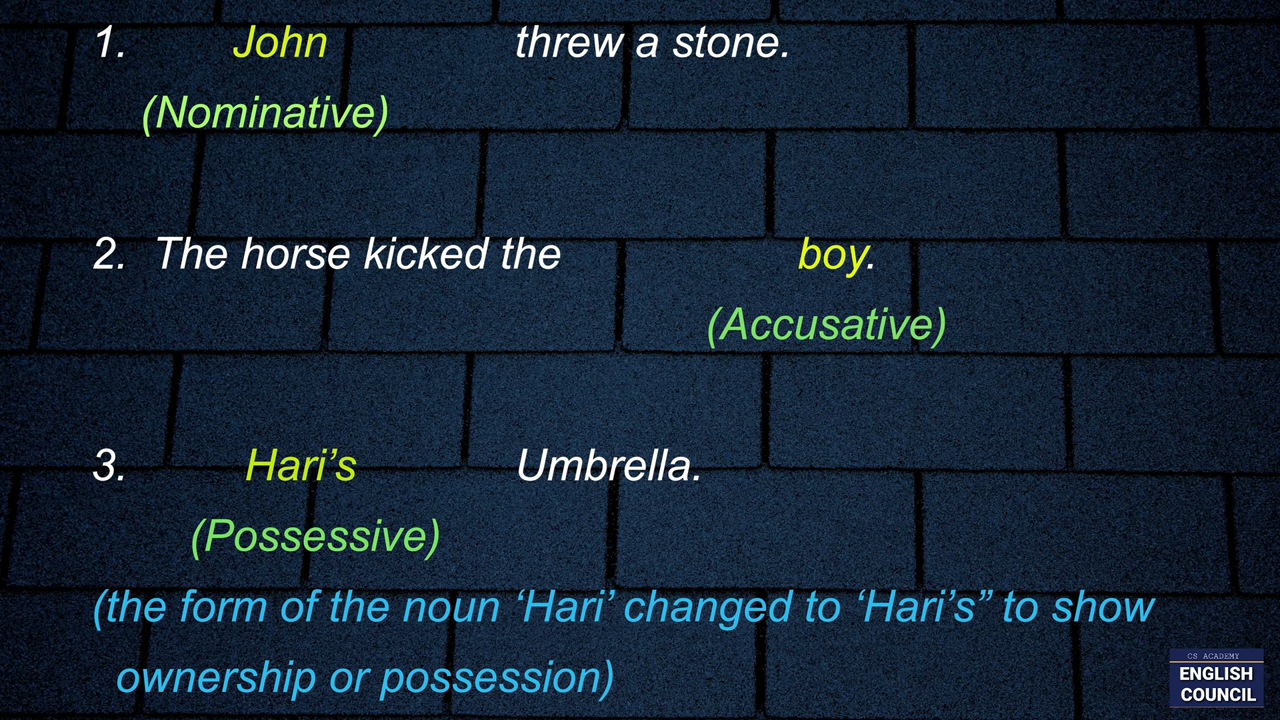 1. John threw a stone.
(Nominative)
2. The horse kicked the boy.
(Accusative)
3. Hari’s Umbrella.
(Possessive)
(the form of the noun ‘Hari’ changed to ‘Hari’s” to show
ownership or possession)
CS ACADEMY
ENGLISH
COUNCIL